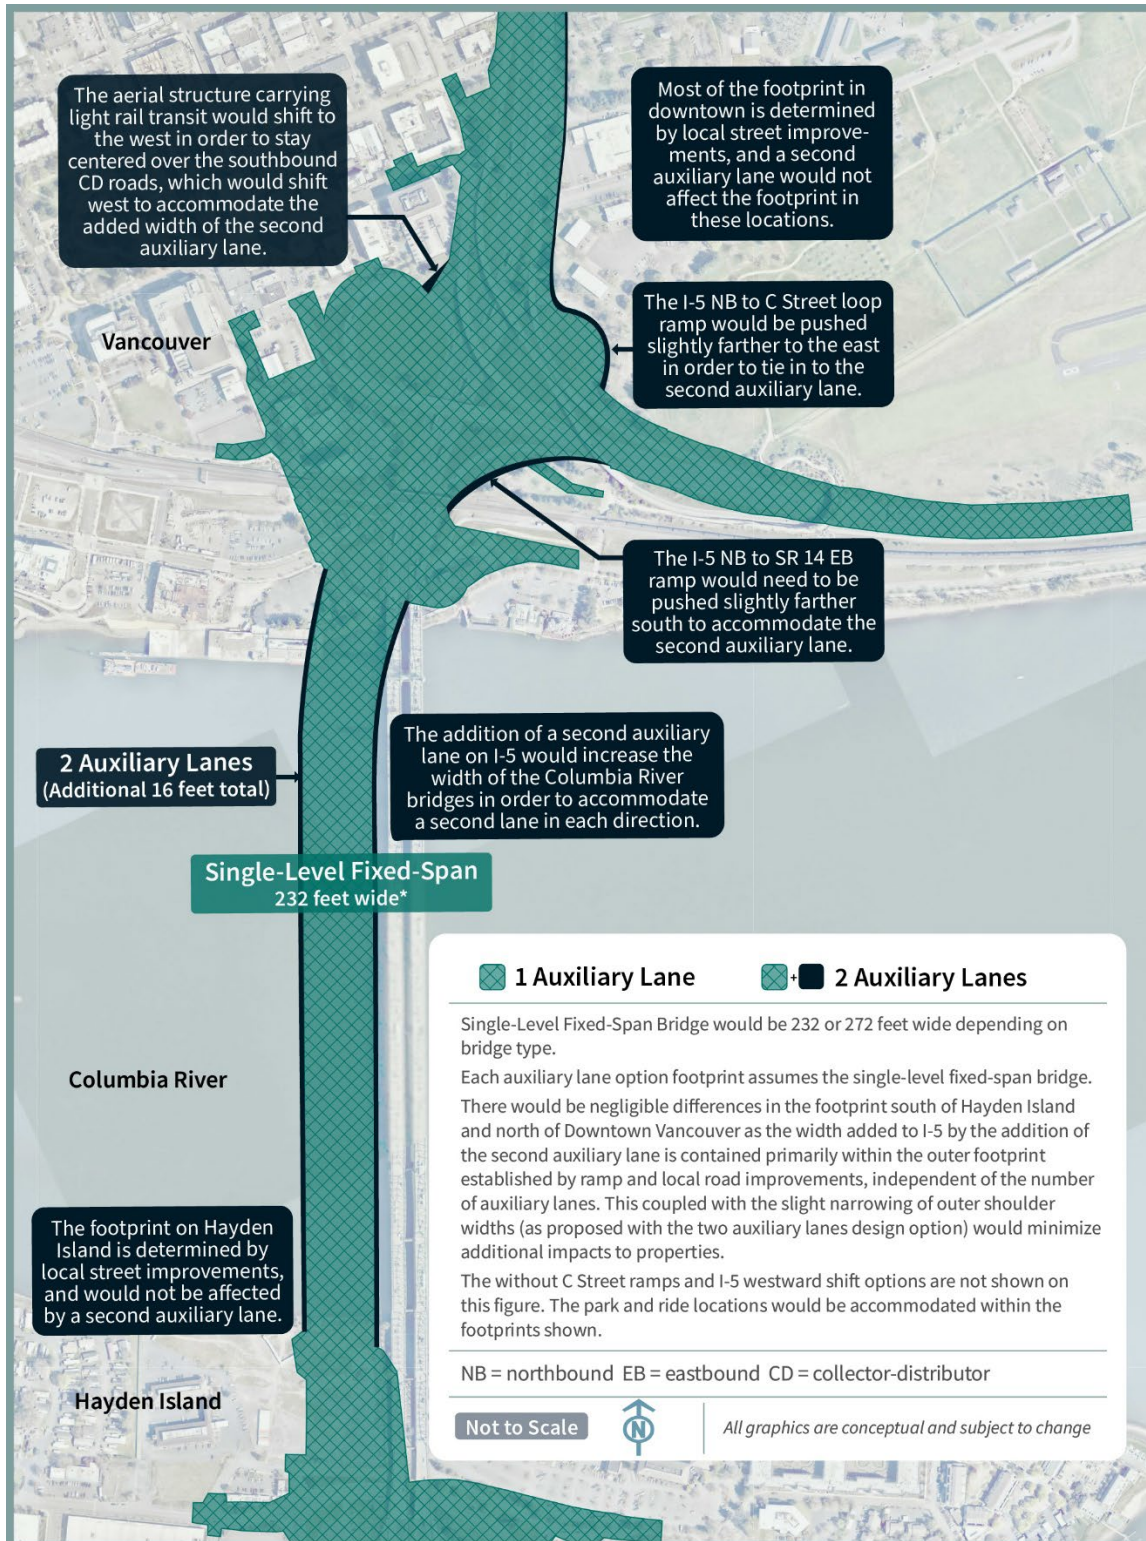 The aerial structure carrying
light rail transit would shift to
the west in order to stay
centered over the southbound
CD roads, which would shift
west to accommodate the
added width of the second
auxiliary lane.
Most of the footprint in
downtown is determined
by local street improve-
ments, and a second
auxiliary lane would not
affect the footprint in
these locations.
The I-5 NB to C Street loop
ramp would be pushed
slightly farther to the east
in order to tie in to the
second auxiliary lane.
Vancouver
The I-5 NB to SR 14 EB
ramp would need to be
pushed slightly farther
south to accommodate the
second auxiliary lane.
The addition of a second auxiliary
lane on I-5 would increase the
width of the Columbia River
bridges in order to accommodate
a second lane in each direction.
2 Auxiliary Lanes
(Additional 16 feet total)
Single-Level Fixed-Span
232 feet wide*
1 Auxiliary Lane
+ 2 Auxiliary Lanes
Single-Level Fixed-Span Bridge would be 232 or 272 feet wide depending on
bridge type.
Each auxiliary lane option footprint assumes the single-level fixed-span bridge.
There would be negligible differences in the footprint south of Hayden Island
and north of Downtown Vancouver as the width added to I-5 by the addition of
the second auxiliary lane is contained primarily within the outer footprint
established by ramp and local road improvements, independent of the number
of auxiliary lanes. This coupled with the slight narrowing of outer shoulder
widths (as proposed with the two auxiliary lanes design option) would minimize
additional impacts to properties.
The without C Street ramps and I-5 westward shift options are not shown on
this figure. The park and ride locations would be accommodated within the
footprints shown.
NB = northbound EB = eastbound CD = collector-distributor
Not to Scale
N
All graphics are conceptual and subject to change
Columbia River
The footprint on Hayden
Island is determined by
local street improvements,
and would not be affected
by a second auxiliary lane.
Hayden Island